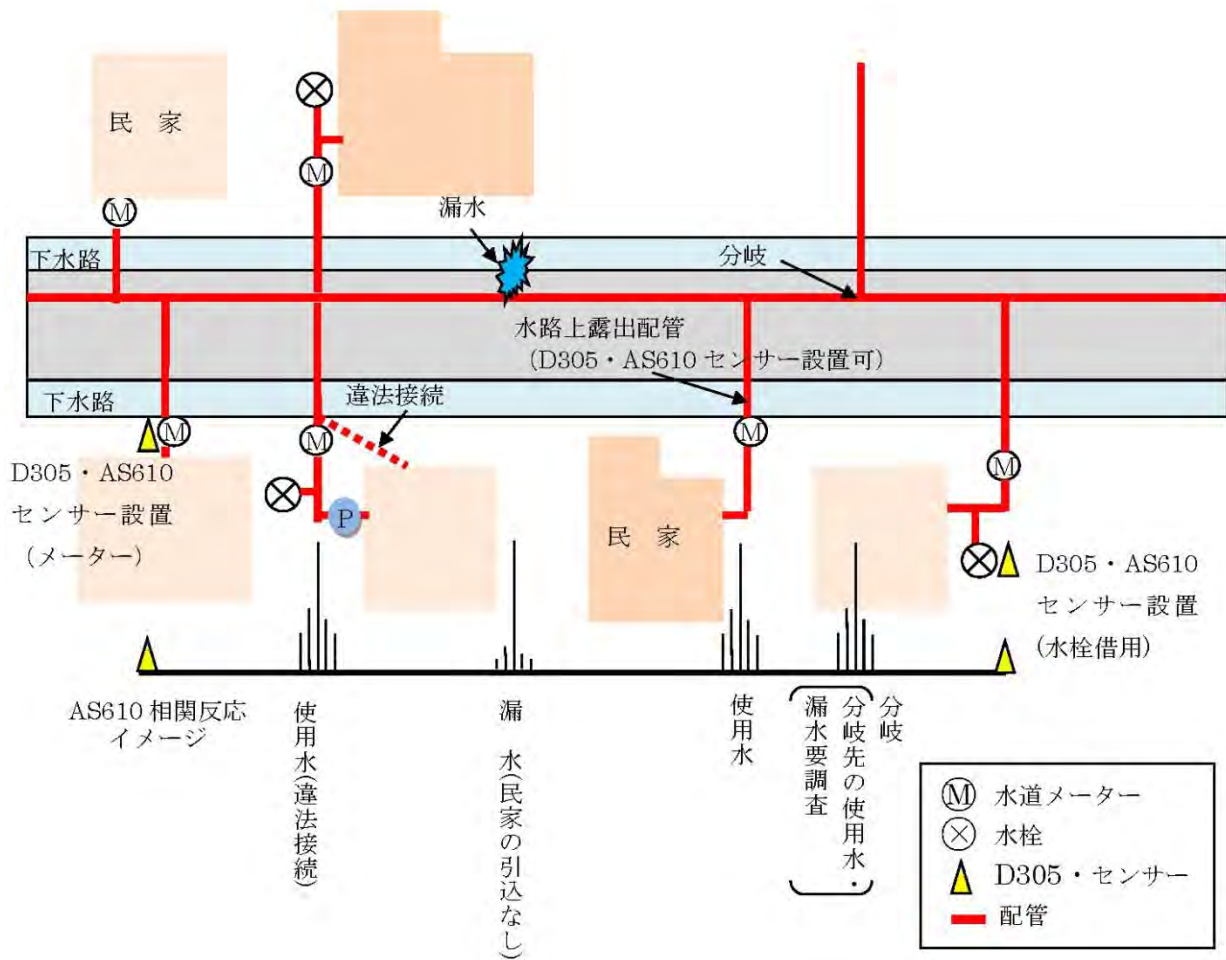 民 家
M
M
漏水
分岐
下水路
水路上露出配管
(D305・AS610 センサー設置可)
下水路
違法接続
M
M
M
M
D305・AS610
センサー設置
(メーター)
P
民 家
D305・AS610
センサー設置
(水栓借用)
AS610 相関反応
イメージ
使用水(違法接続)
漏 水(民家の引込なし)
使用水
分岐
分岐先の使用水・
漏水要調査
M 水道メーター
水栓
D305・センサー
配管